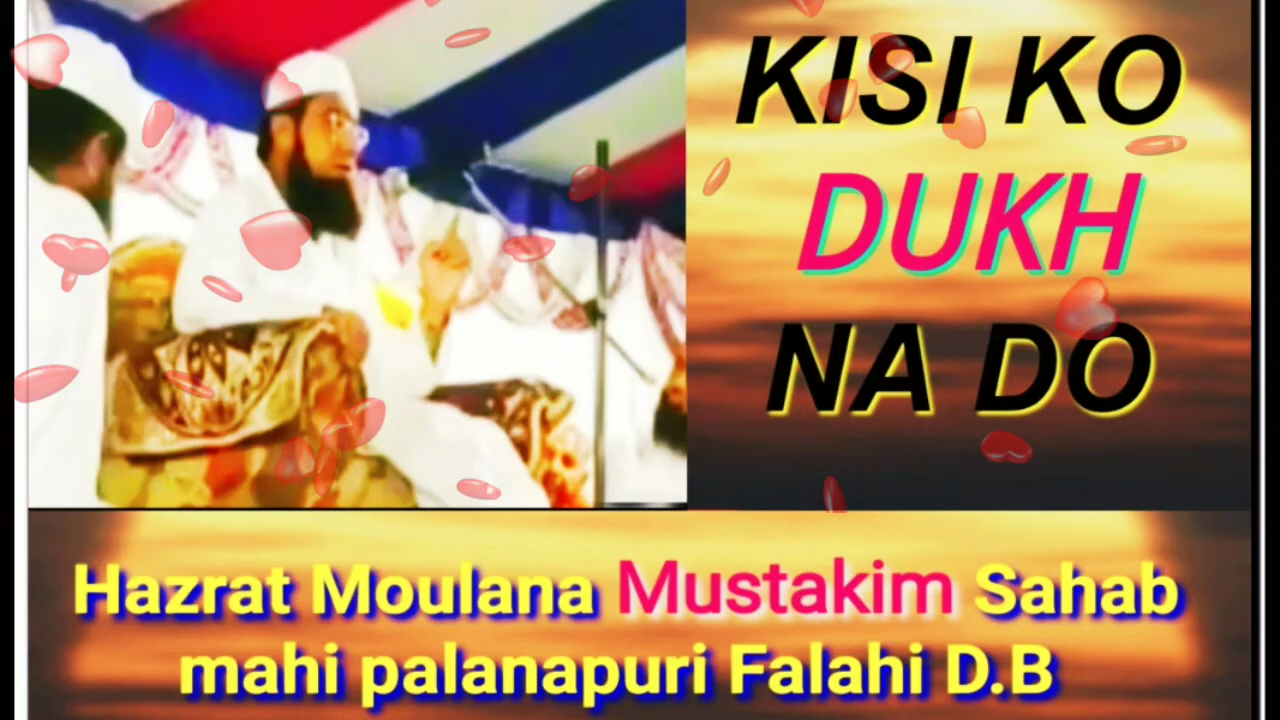 KISI KO
DUKH
NA DO
Hazrat Moulana Mustakim Sahab
mahi palanapuri Falahi D.B